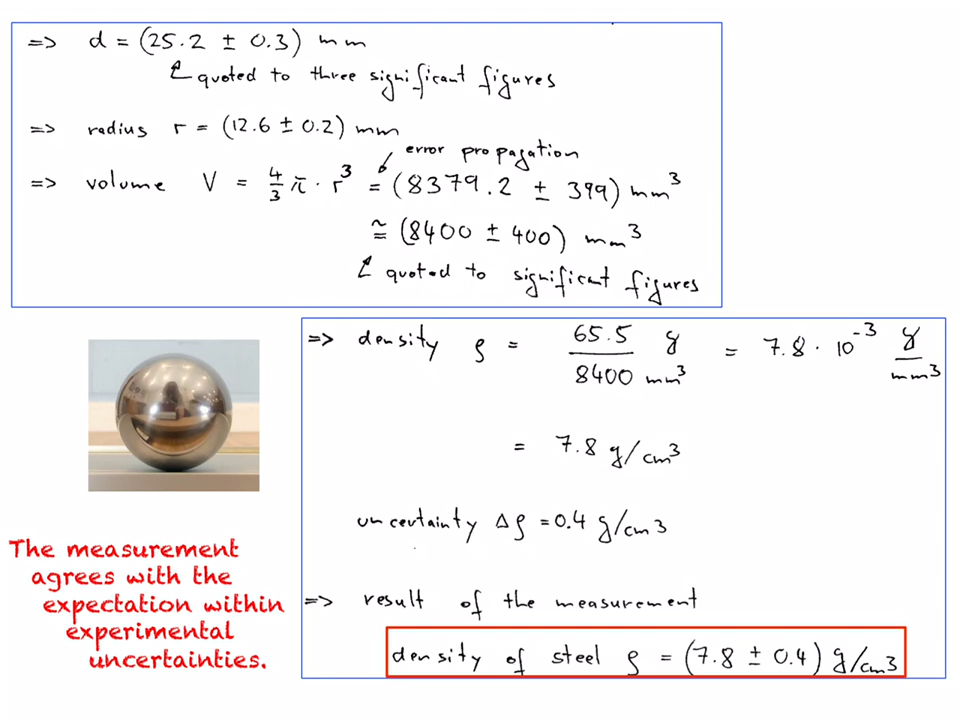 => d = (25.2 ± 0.3) mm
quoted to three significant figures
=> radius r = (12.6 ± 0.2) mm
error propagation
=> volume V = 4/3 π · r³ = (8379.2 ± 399) mm³
≅ (8400 ± 400) mm³
quoted to significant figures
=> density ρ = 65.5 g / 8400 mm³ = 7.8 · 10⁻³ g/mm³
= 7.8 g/cm³
uncertainty Δρ = 0.4 g/cm3
=> result of the measurement
density of steel ρ = (7.8 ± 0.4) g/cm3
The measurement
agrees with the
expectation within
experimental
uncertainties.